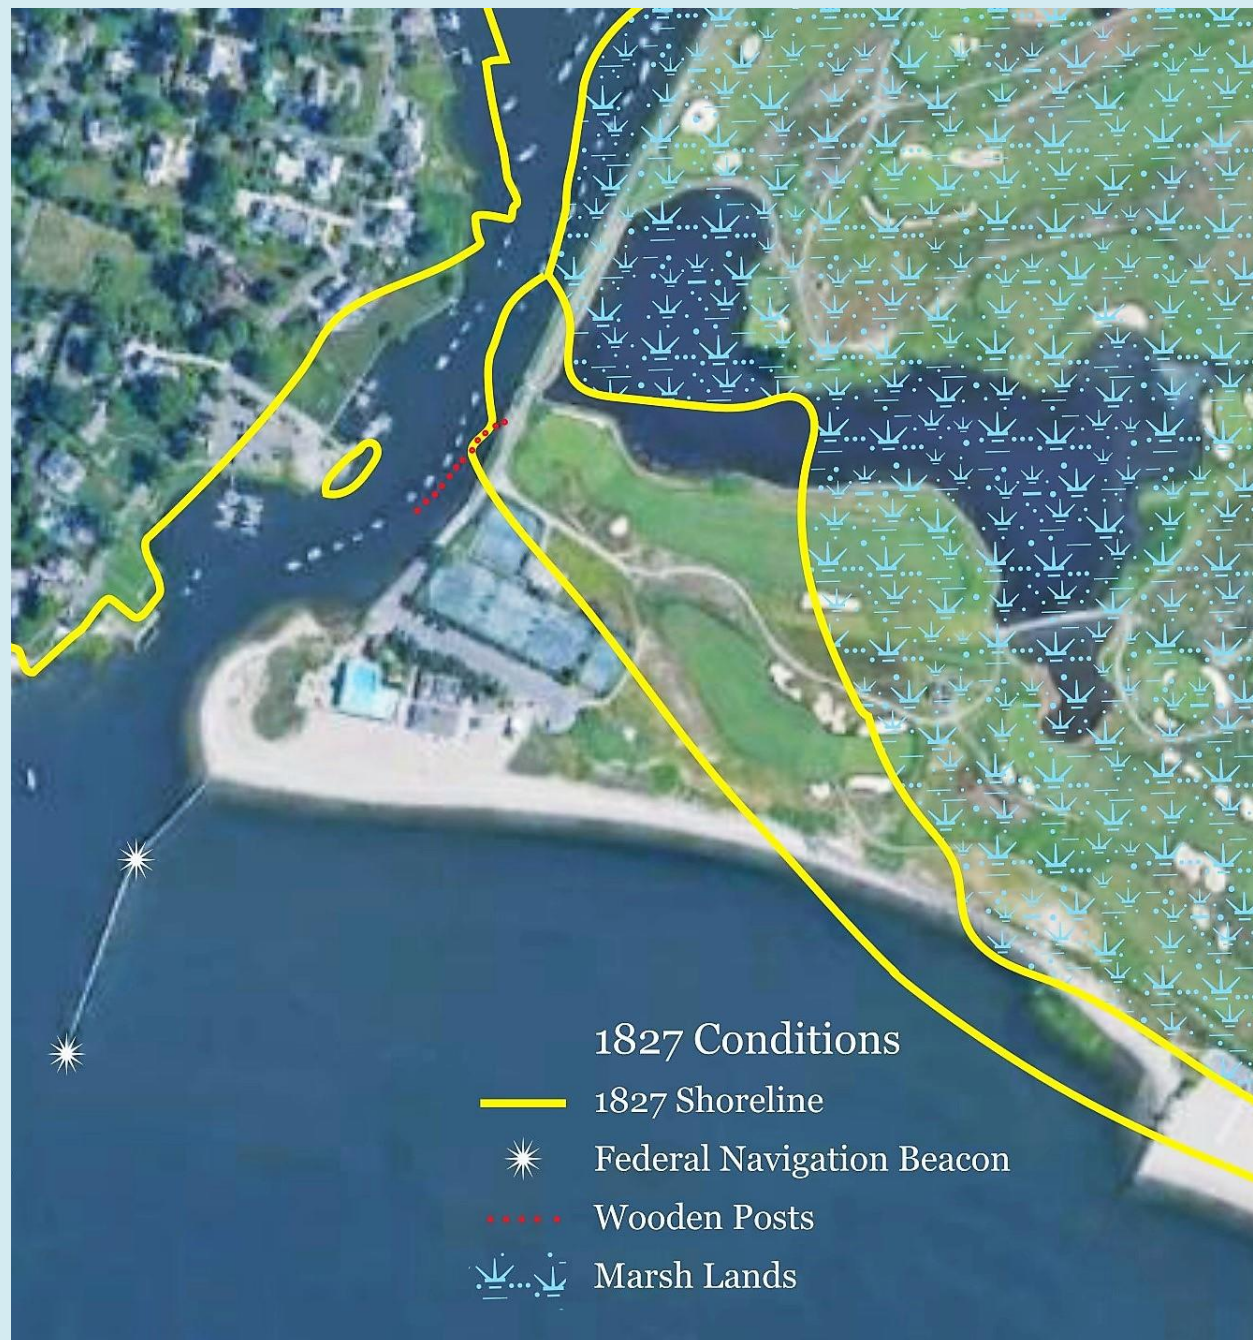 1827 Conditions
1827 Shoreline
Federal Navigation Beacon
Wooden Posts
Marsh Lands